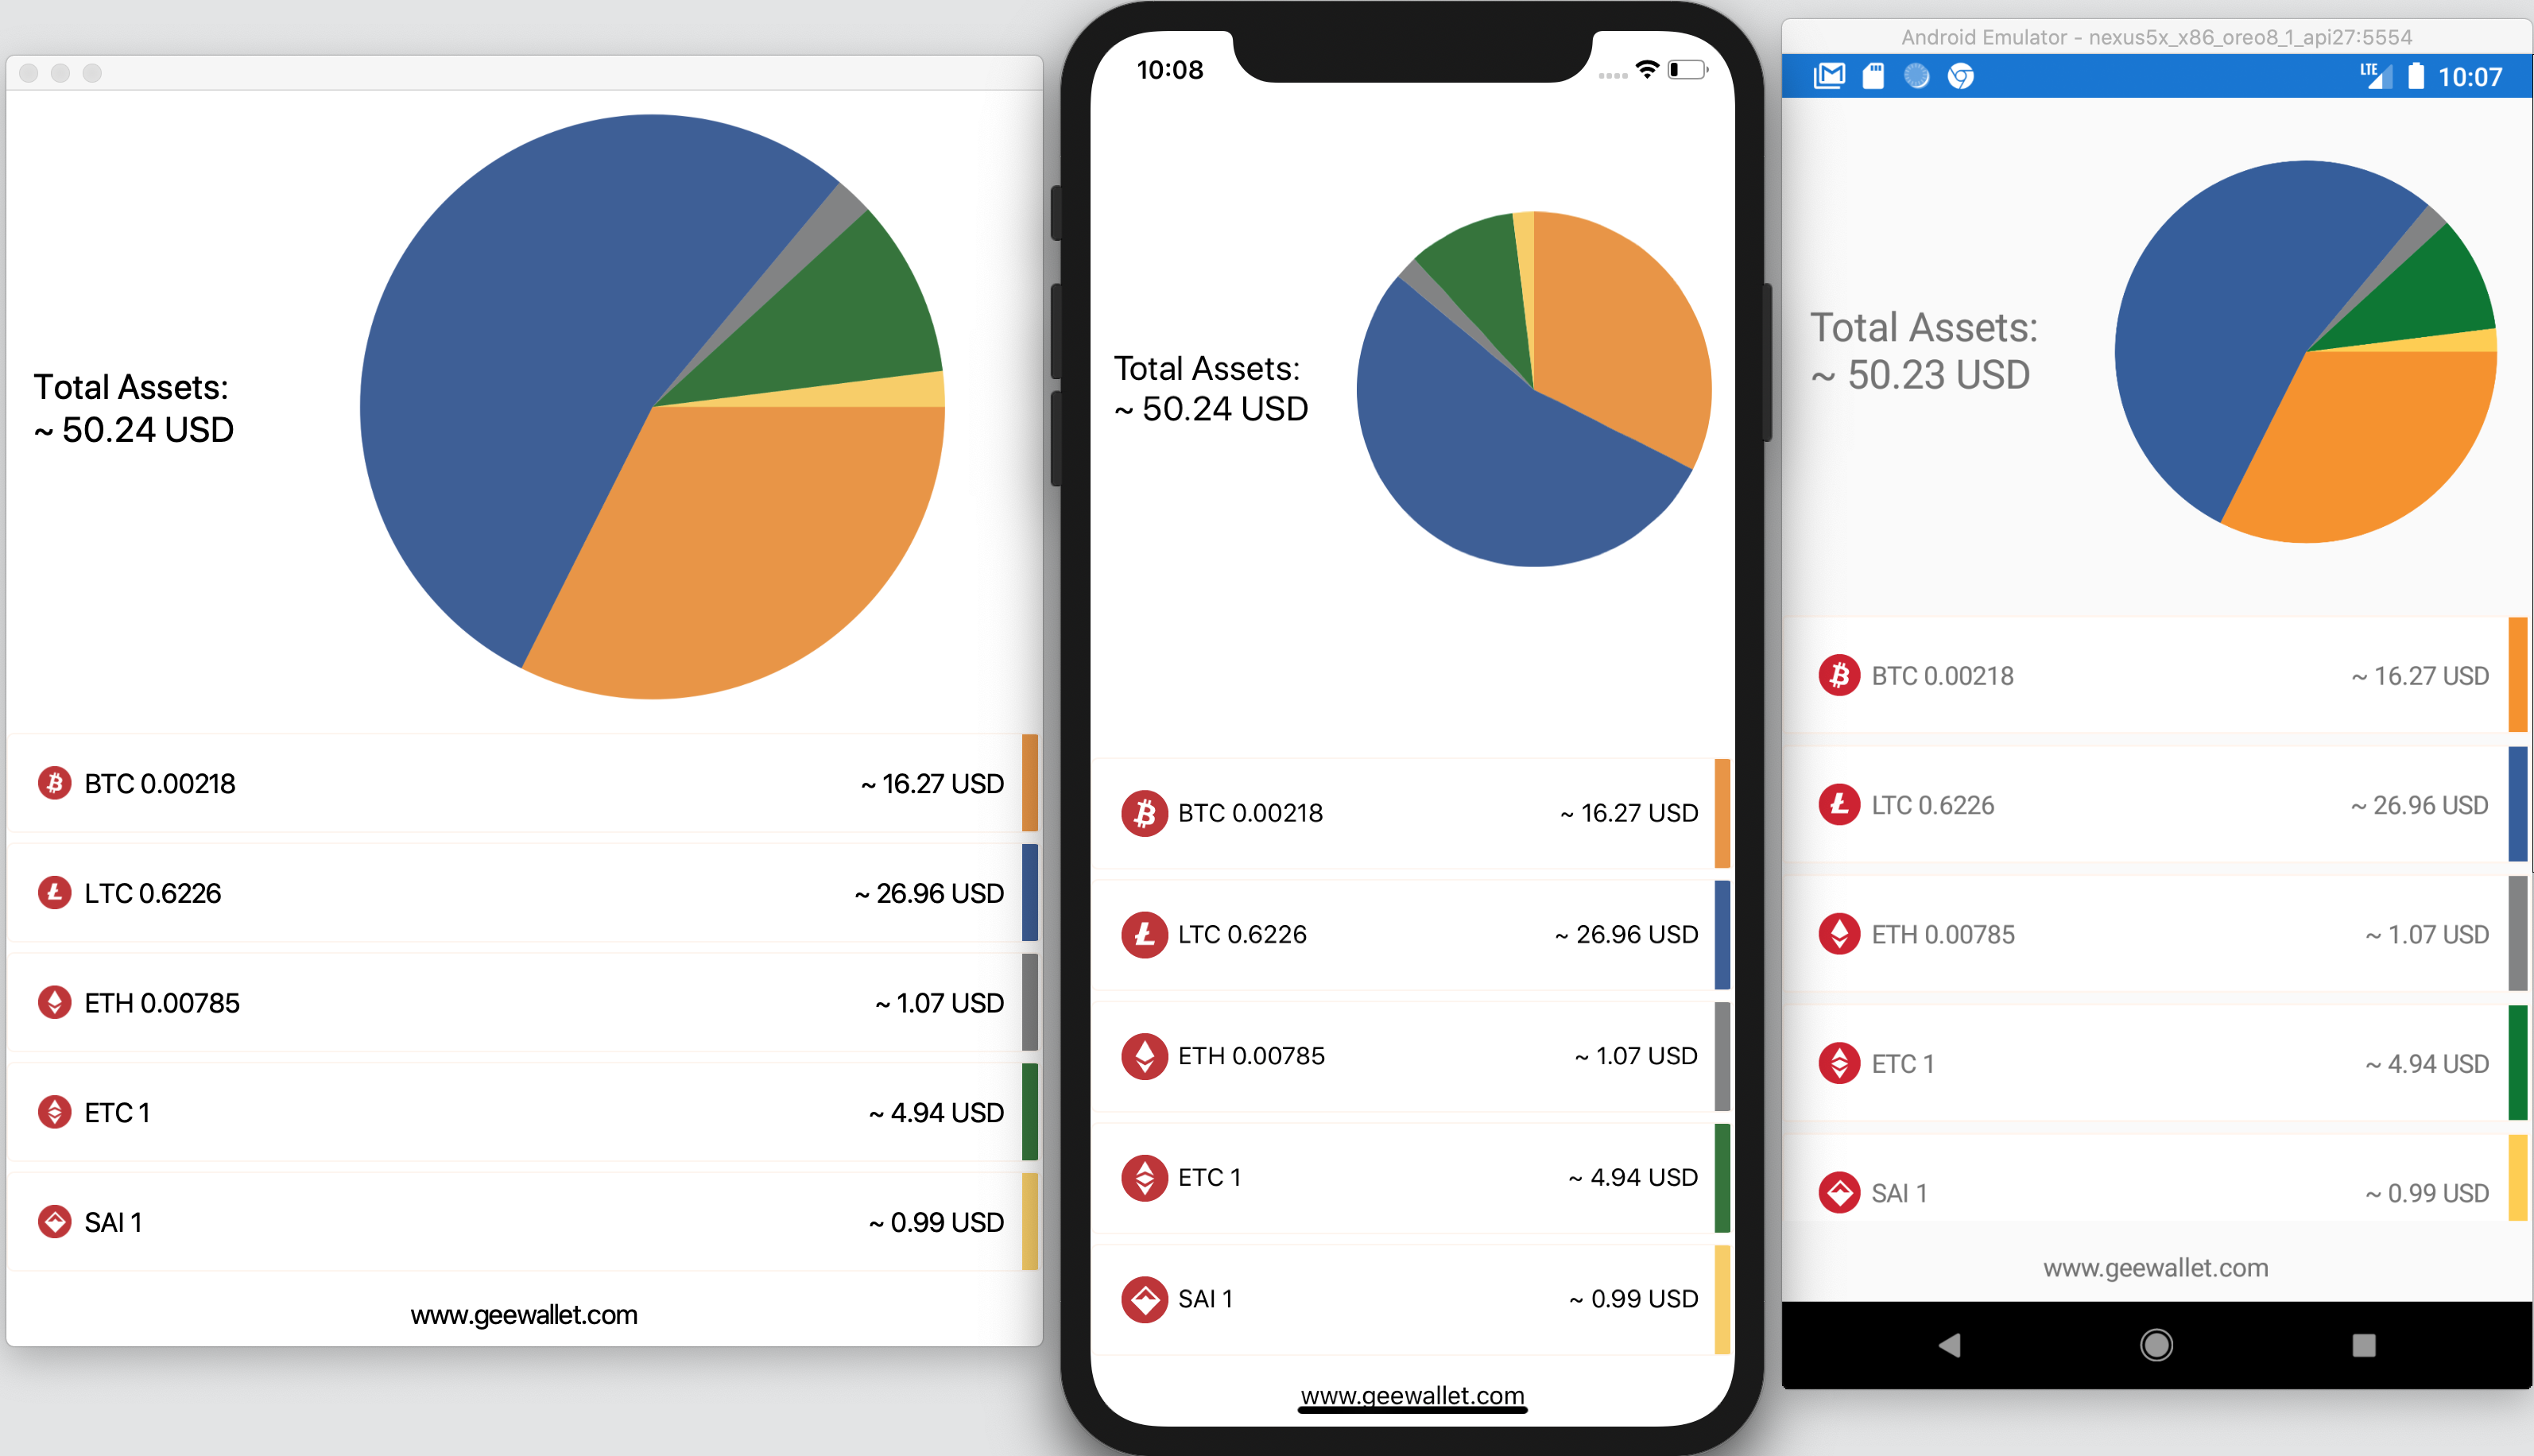 Total Assets:
~ 50.24 USD
BTC 0.00218
~ 16.27 USD
LTC 0.6226
~ 26.96 USD
ETH 0.00785
~ 1.07 USD
ETC 1
~ 4.94 USD
SAI 1
~ 0.99 USD
www.geewallet.com
10:08
Total Assets:
~ 50.24 USD
BTC 0.00218
~ 16.27 USD
LTC 0.6226
~ 26.96 USD
ETH 0.00785
~ 1.07 USD
ETC 1
~ 4.94 USD
SAI 1
~ 0.99 USD
www.geewallet.com
Android Emulator - nexus5x_x86_oreo8_1_api27:5554
LTE
10:07
Total Assets:
~ 50.23 USD
BTC 0.00218
~ 16.27 USD
LTC 0.6226
~ 26.96 USD
ETH 0.00785
~ 1.07 USD
ETC 1
~ 4.94 USD
SAI 1
~ 0.99 USD
www.geewallet.com